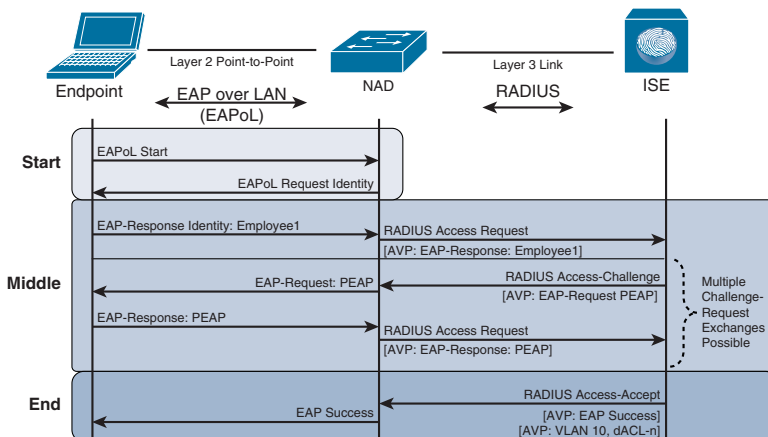 Layer 2 Point-to-Point
Layer 3 Link
Endpoint
NAD
ISE
EAP over LAN
(EAPoL)
RADIUS
Start
EAPoL Start
EAPoL Request Identity
Middle
EAP-Response Identity: Employee1
RADIUS Access Request
[AVP: EAP-Response: Employee1]
RADIUS Access-Challenge
[AVP: EAP-Request PEAP]
EAP-Request: PEAP
EAP-Response: PEAP
RADIUS Access Request
[AVP: EAP-Response: PEAP]
Multiple
Challenge-
Request
Exchanges
Possible
End
RADIUS Access-Accept
[AVP: EAP Success]
[AVP: VLAN 10, dACL-n]
EAP Success